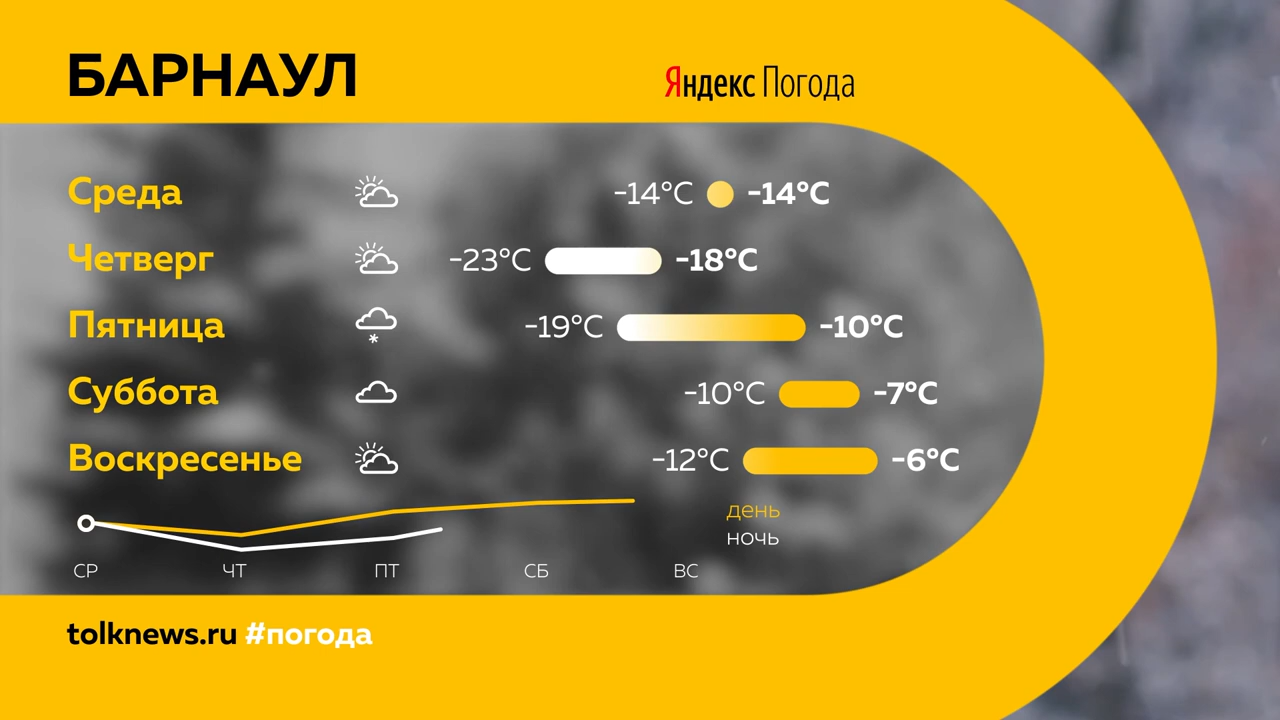 БАРНАУЛ
Яндекс Погода
Среда -14°C -14°C
Четверг -23°C -18°C
Пятница -19°C -10°C
Суббота -10°C -7°C
Воскресенье -12°C -6°C
день
ночь
СР ЧТ ПТ СБ ВС
tolknews.ru #погода